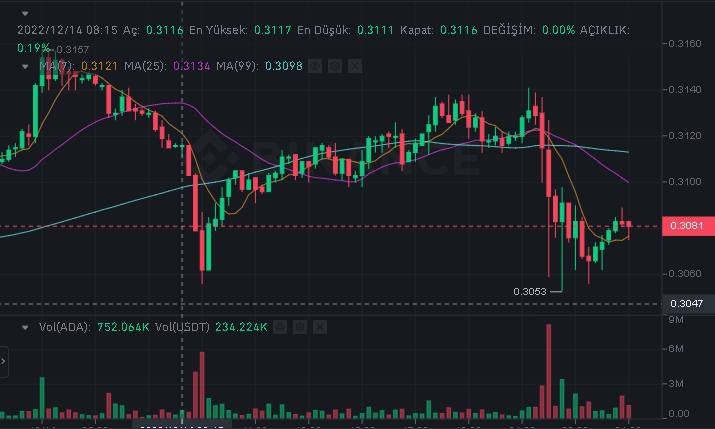 2022/12/14 08:15 Aç: 0.3116 En Yüksek: 0.3117 En Düşük: 0.3111 Kapat: 0.3116 DEĞİŞİM: 0.00% AÇIKLIK:
0.19%
0.3157
MA(7): 0.3121 MA(25): 0.3134 MA(99): 0.3098
0.3160
0.3140
0.3120
BINANCE
0.3100
0.3081
0.3060
0.3053
0.3047
Vol(ADA): 752.064K Vol(USDT) 234.224K
9M
6M
3M
0.00